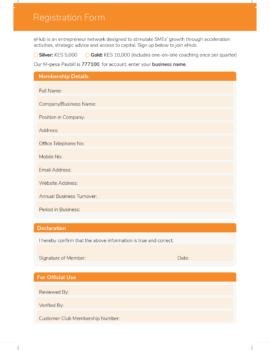 Registration Form
eHub is an entrepreneur network designed to stimulate SMEs' growth through acceleration
activities, strategic advice and access to capital. Sign up below to join eHub.
Silver: KES 5,000 Gold: KES 10,000 (includes one-on-one coaching once per quarter)
Our M-pesa Paybill is 777100, for account, enter your business name.
Membership Details
Full Name:
Company/Business Name:
Position in Company:
Address:
Office Telephone No:
Mobile No:
Email Address:
Website Address:
Annual Business Turnover:
Period in Business:
Declaration
I hereby confirm that the above information is true and correct.
Signature of Member: Date:
For Official Use
Reviewed By:
Verified By:
Customer Club Membership Number: